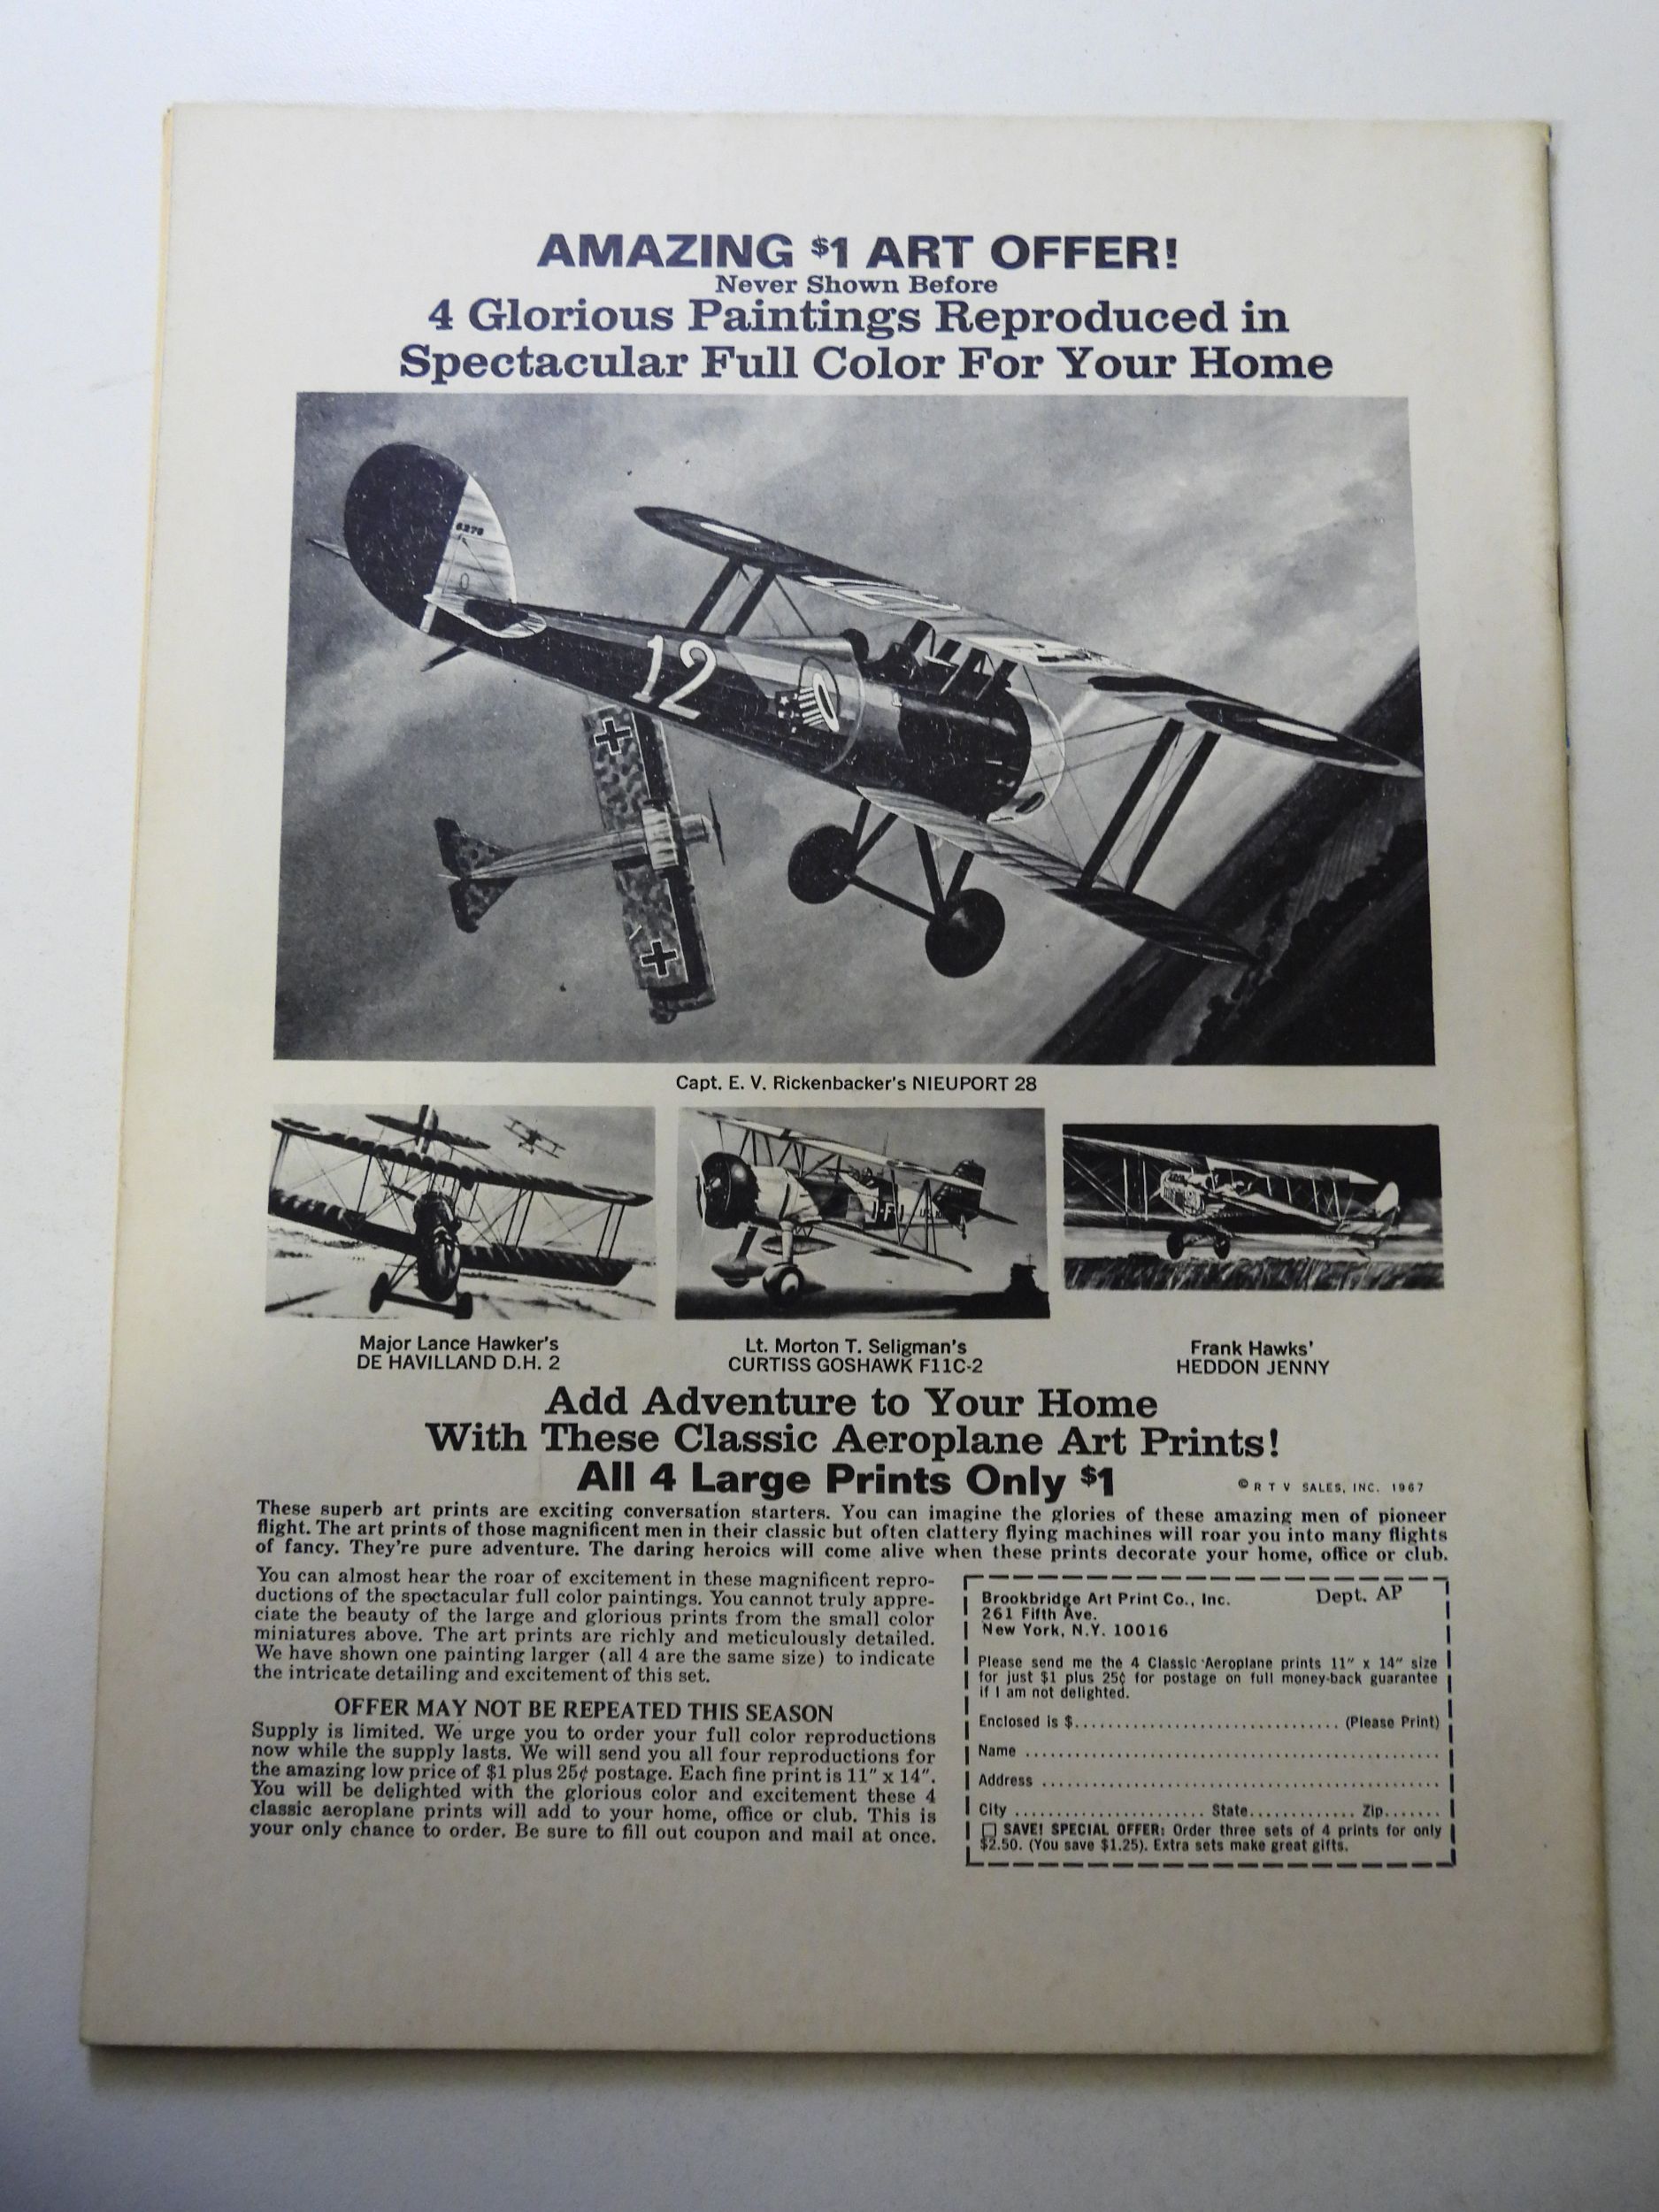 AMAZING $1 ART OFFER!
Never Shown Before
4 Glorious Paintings Reproduced in
Spectacular Full Color For Your Home
6279
12
Capt. E. V. Rickenbacker's NIEUPORT 28
Major Lance Hawker's
DE HAVILLAND D.H. 2
Lt. Morton T. Seligman's
CURTISS GOSHAWK F11C-2
Frank Hawks'
HEDDON JENNY
Add Adventure to Your Home
With These Classic Aeroplane Art Prints!
All 4 Large Prints Only $1
© R T V SALES, INC. 1967
These superb art prints are exciting conversation starters. You can imagine the glories of these amazing men of pioneer
flight. The art prints of those magnificent men in their classic but often clattery flying machines will roar you into many flights
of fancy. They're pure adventure. The daring heroics will come alive when these prints decorate your home, office or club.
You can almost hear the roar of excitement in these magnificent repro-
ductions of the spectacular full color paintings. You cannot truly appre-
ciate the beauty of the large and glorious prints from the small color
miniatures above. The art prints are richly and meticulously detailed.
We have shown one painting larger (all 4 are the same size) to indicate
the intricate detailing and excitement of this set.
OFFER MAY NOT BE REPEATED THIS SEASON
Supply is limited. We urge you to order your full color reproductions
now while the supply lasts. We will send you all four reproductions for
the amazing low price of $1 plus 25¢ postage. Each fine print is 11" x 14".
You will be delighted with the glorious color and excitement these 4
classic aeroplane prints will add to your home, office or club. This is
your only chance to order. Be sure to fill out coupon and mail at once.
Brookbridge Art Print Co., Inc. Dept. AP
261 Fifth Ave.
New York, N.Y. 10016
Please send me the 4 Classic Aeroplane prints 11" x 14" size
for just $1 plus 25¢ for postage on full money-back guarantee
if I am not delighted.
Enclosed is $.............................. (Please Print)
Name ..................................................
Address ................................................
City ........................ State............. Zip.......
☐ SAVE! SPECIAL OFFER: Order three sets of 4 prints for only
$2.50. (You save $1.25). Extra sets make great gifts.